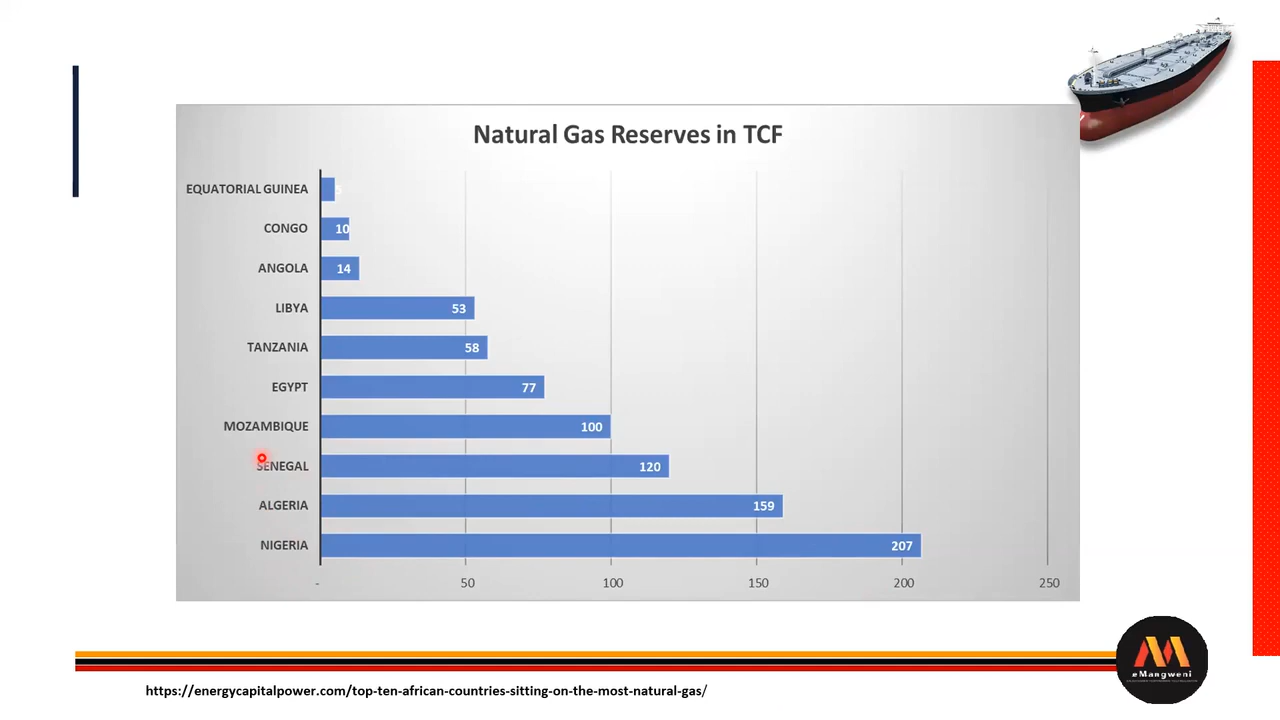 Natural Gas Reserves in TCF
EQUATORIAL GUINEA 5
CONGO 10
ANGOLA 14
LIBYA 53
TANZANIA 58
EGYPT 77
MOZAMBIQUE 100
SENEGAL 120
ALGERIA 159
NIGERIA 207
- 50 100 150 200 250
eMangweni
https://energycapitalpower.com/top-ten-african-countries-sitting-on-the-most-natural-gas/